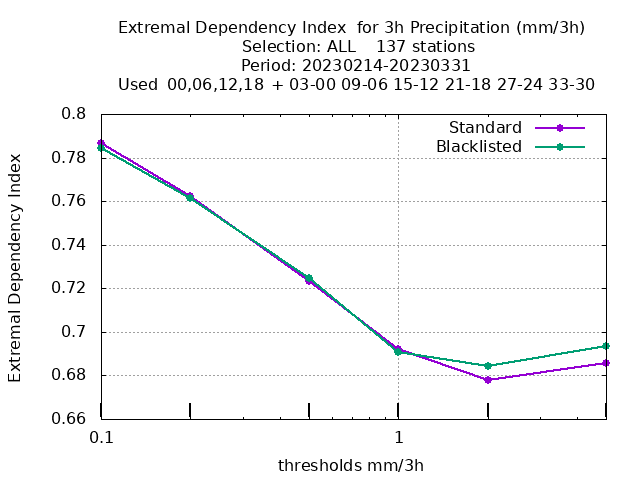 Extremal Dependency Index  for 3h Precipitation (mm/3h)
Selection: ALL    137 stations
Period: 20230214-20230331
Used  00,06,12,18  + 03-00 09-06 15-12 21-18 27-24 33-30
Standard
Blacklisted
0.8
0.78
0.76
0.74
0.72
0.7
0.68
0.66
Extremal Dependency Index
0.1
1
thresholds mm/3h